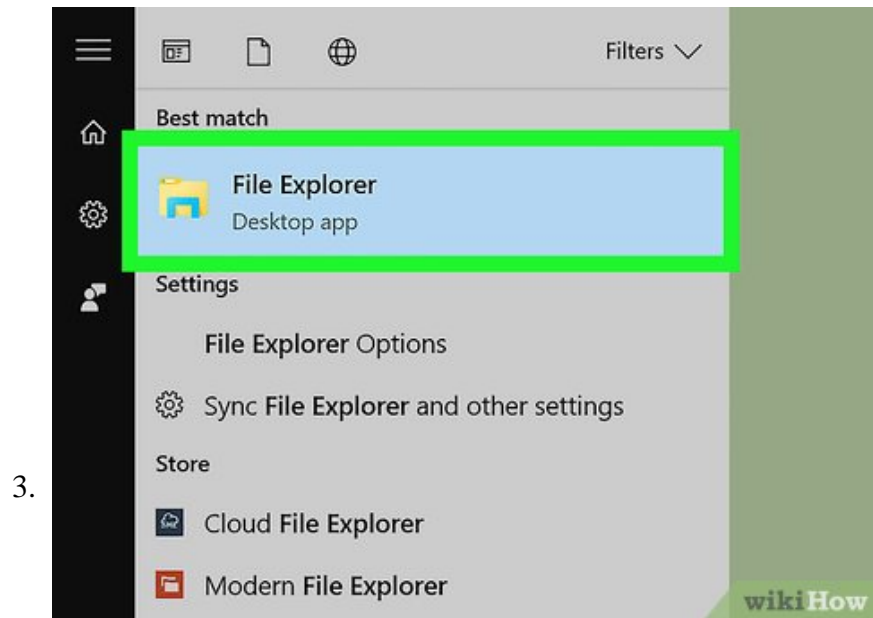 Filters
Best match
File Explorer
Desktop app
Settings
File Explorer Options
Sync File Explorer and other settings
Store
3.
Cloud File Explorer
Modern File Explorer
wikiHow